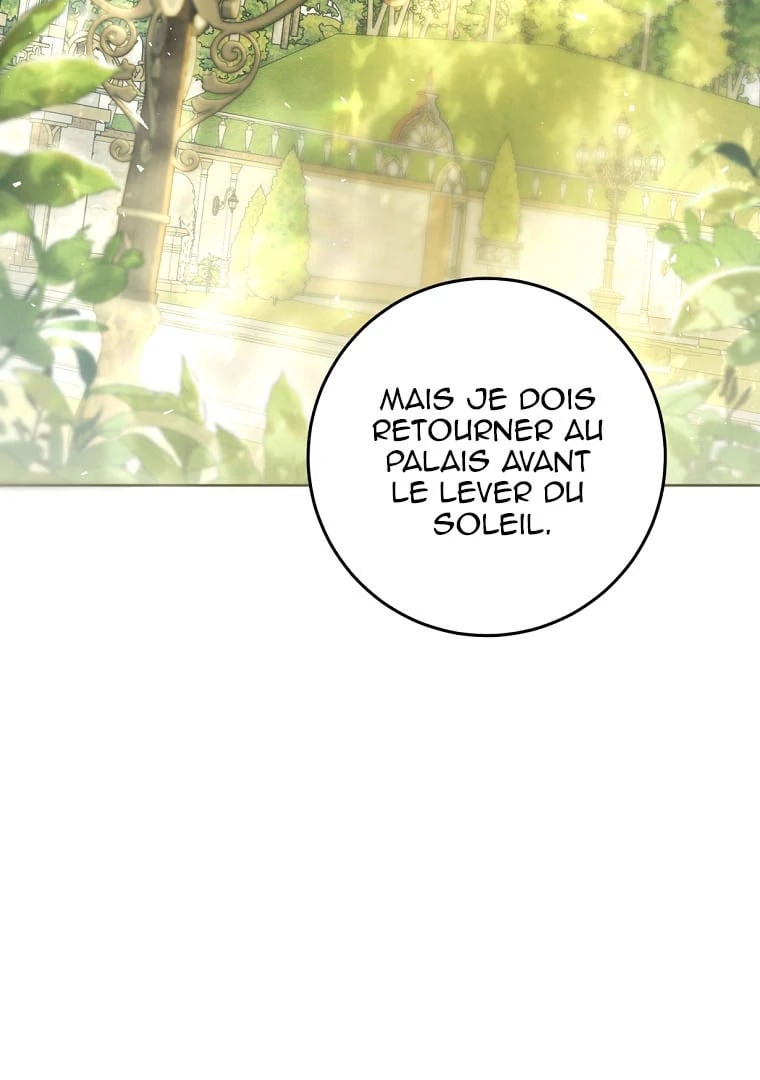 MAIS JE DOIS
RETOURNER AU
PALAIS AVANT
LE LEVER DU
SOLEIL.